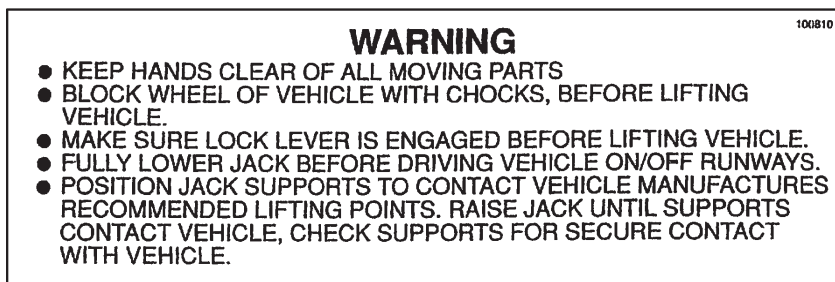 100810
WARNING
● KEEP HANDS CLEAR OF ALL MOVING PARTS
● BLOCK WHEEL OF VEHICLE WITH CHOCKS, BEFORE LIFTING
VEHICLE.
● MAKE SURE LOCK LEVER IS ENGAGED BEFORE LIFTING VEHICLE.
● FULLY LOWER JACK BEFORE DRIVING VEHICLE ON/OFF RUNWAYS.
● POSITION JACK SUPPORTS TO CONTACT VEHICLE MANUFACTURES
RECOMMENDED LIFTING POINTS. RAISE JACK UNTIL SUPPORTS
CONTACT VEHICLE, CHECK SUPPORTS FOR SECURE CONTACT
WITH VEHICLE.